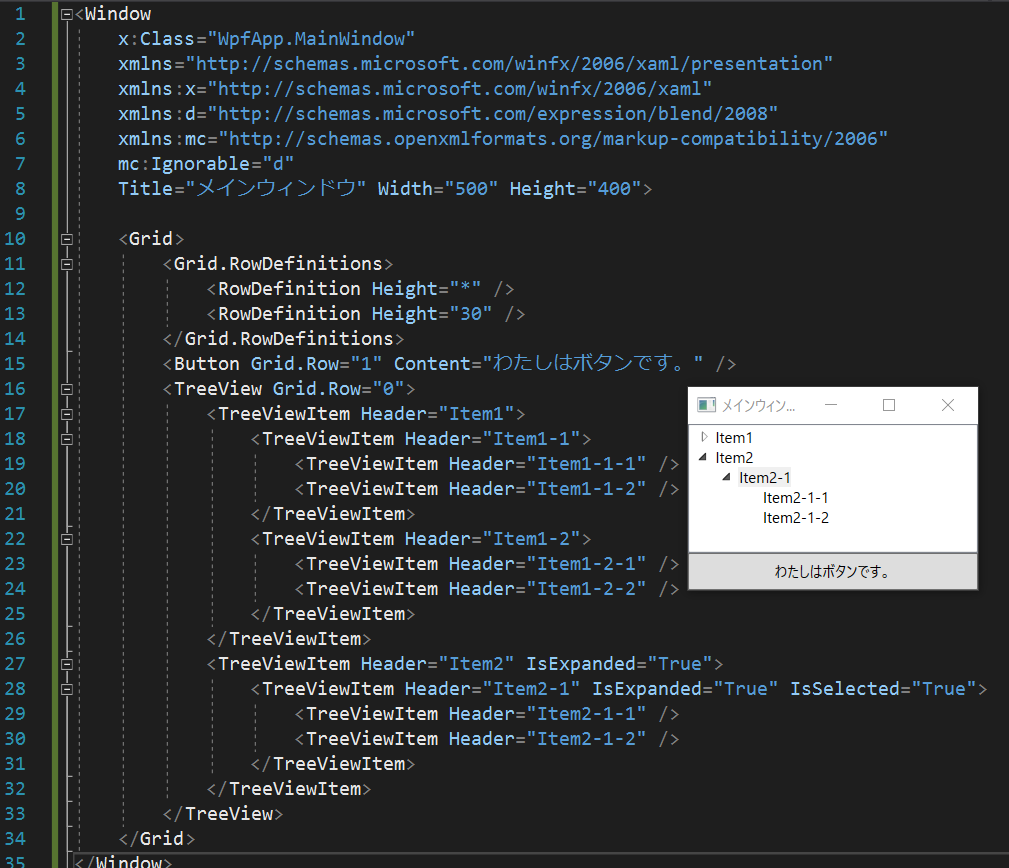 1 <Window
2 x:Class="WpfApp.MainWindow"
3 xmlns="http://schemas.microsoft.com/winfx/2006/xaml/presentation"
4 xmlns:x="http://schemas.microsoft.com/winfx/2006/xaml"
5 xmlns:d="http://schemas.microsoft.com/expression/blend/2008"
6 xmlns:mc="http://schemas.openxmlformats.org/markup-compatibility/2006"
7 mc:Ignorable="d"
8 Title="メインウィンドウ" Width="500" Height="400">
9
10 <Grid>
11 <Grid.RowDefinitions>
12 <RowDefinition Height="*" />
13 <RowDefinition Height="30" />
14 </Grid.RowDefinitions>
15 <Button Grid.Row="1" Content="わたしはボタンです。" />
16 <TreeView Grid.Row="0">
17 <TreeViewItem Header="Item1">
18 <TreeViewItem Header="Item1-1">
19 <TreeViewItem Header="Item1-1-1" />
20 <TreeViewItem Header="Item1-1-2" />
21 </TreeViewItem>
22 <TreeViewItem Header="Item1-2">
23 <TreeViewItem Header="Item1-2-1" />
24 <TreeViewItem Header="Item1-2-2" />
25 </TreeViewItem>
26 </TreeViewItem>
27 <TreeViewItem Header="Item2" IsExpanded="True">
28 <TreeViewItem Header="Item2-1" IsExpanded="True" IsSelected="True">
29 <TreeViewItem Header="Item2-1-1" />
30 <TreeViewItem Header="Item2-1-2" />
31 </TreeViewItem>
32 </TreeViewItem>
33 </TreeView>
34 </Grid>
35 </Window>
メインウィン...
Item1
Item2
Item2-1
Item2-1-1
Item2-1-2
わたしはボタンです。